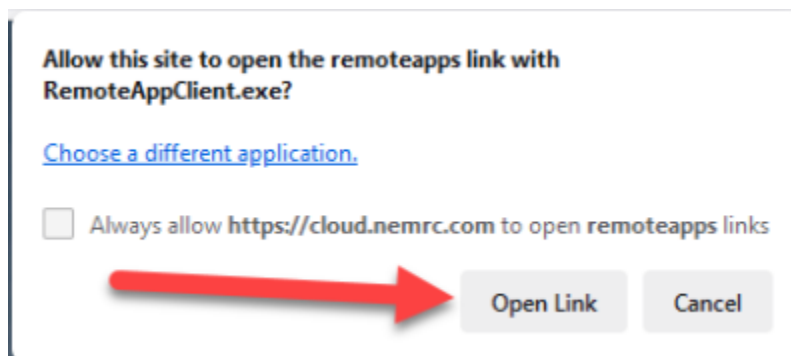 Allow this site to open the remoteapps link with
RemoteAppClient.exe?
Choose a different application.
Always allow https://cloud.nemrc.com to open remoteapps links
Open Link
Cancel